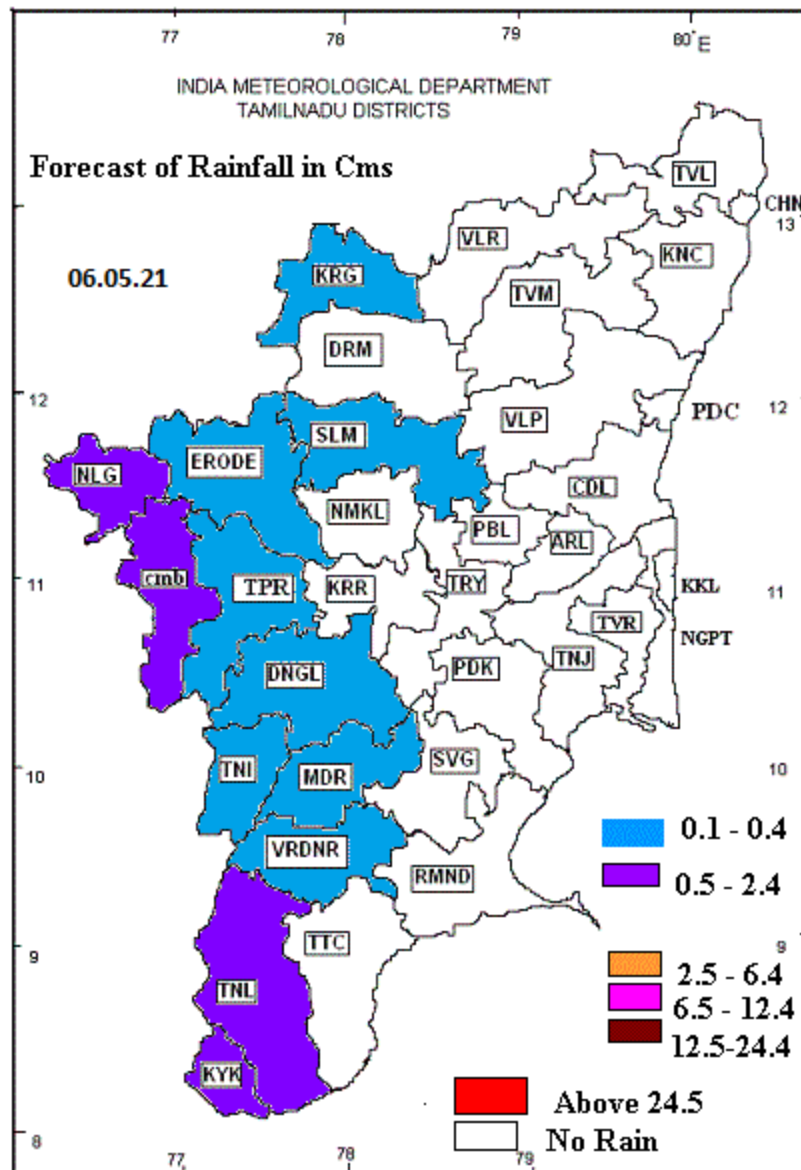 77 78 79 80°E
INDIA METEOROLOGICAL DEPARTMENT
TAMILNADU DISTRICTS
Forecast of Rainfall in Cms
TVL
CHN
13
VLR
KNC
06.05.21
KRG
TVM
DRM
12
12
VLP
PDC
SLM
ERODE
NLG
CDL
NMKL
PBL
ARL
11
cmb
TPR
KRR
TRY
KKL
11
TVR
NGPT
DNGL
PDK
TNJ
10
TNI
MDR
SVG
10
VRDNR
0.1 - 0.4
RMND
0.5 - 2.4
9
TTC
9
2.5 - 6.4
TNL
6.5 - 12.4
12.5-24.4
KYK
Above 24.5
8
No Rain
77 78 79